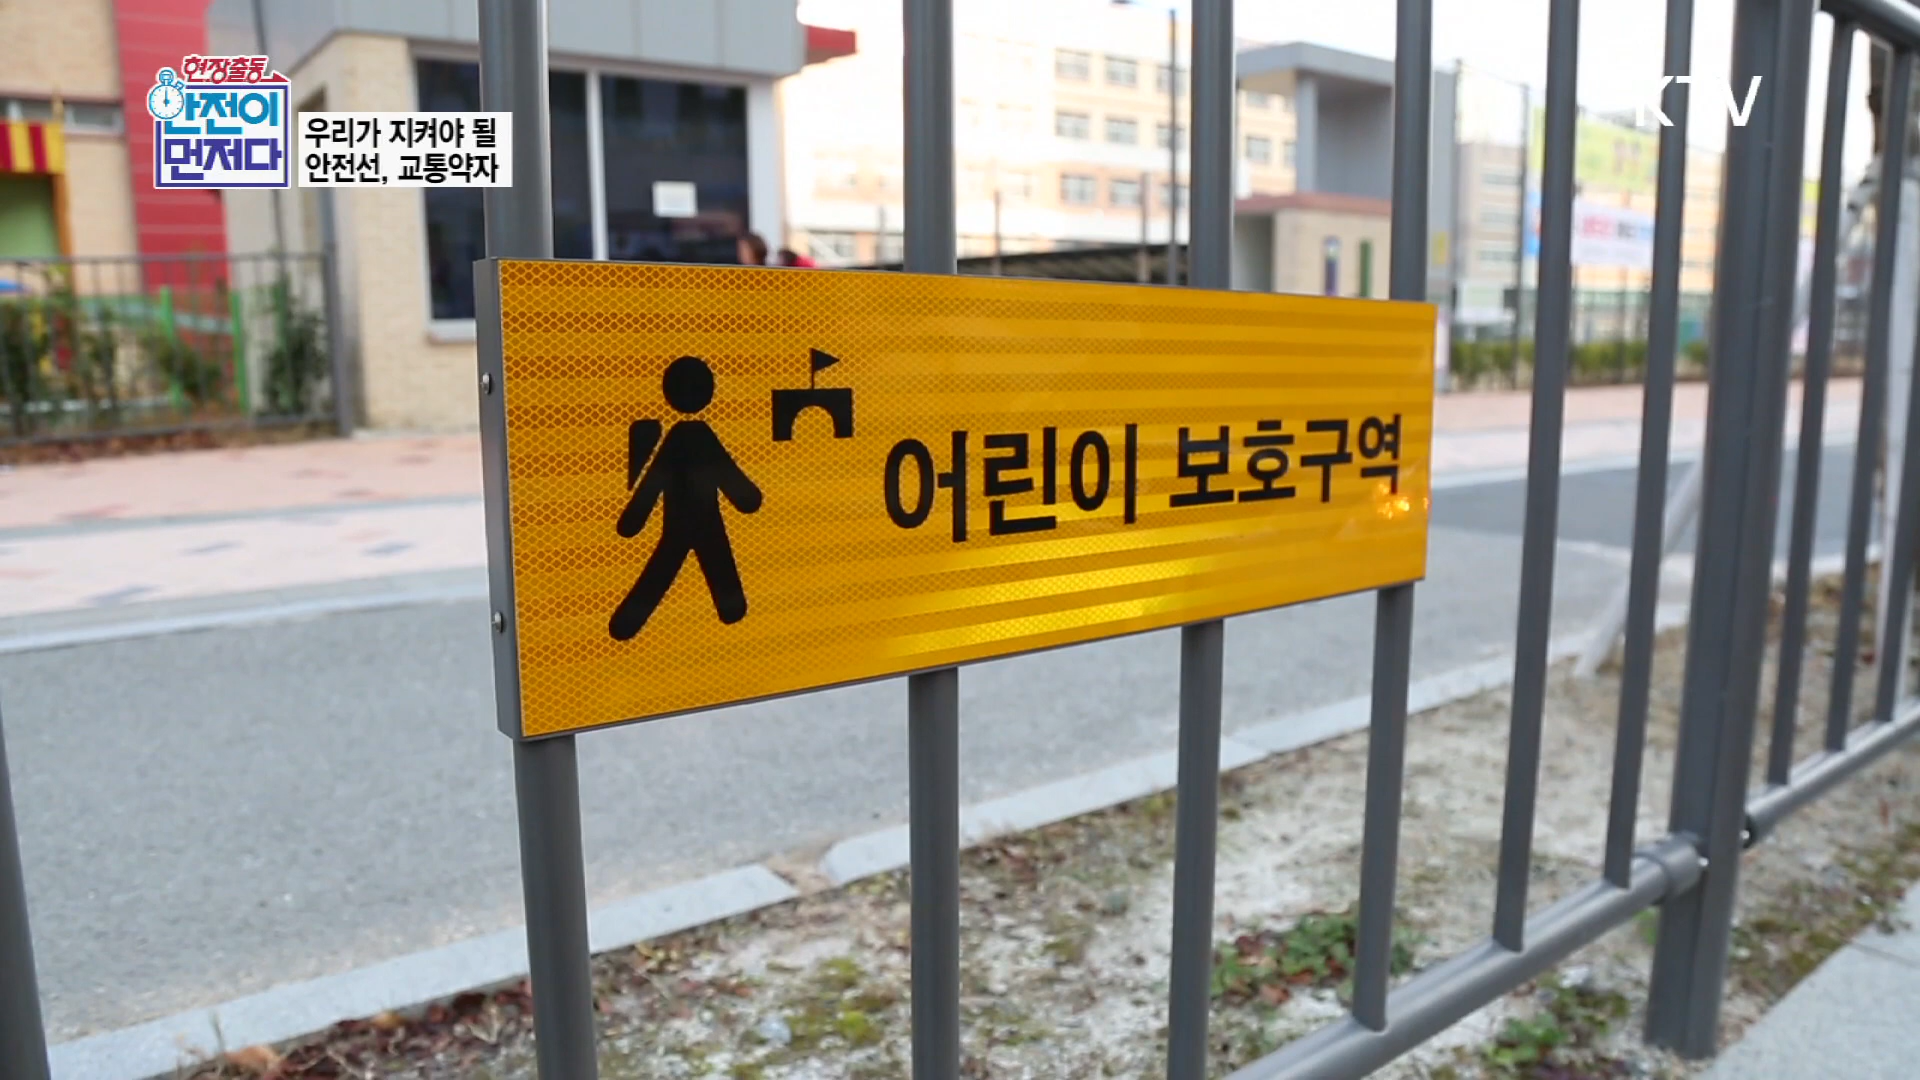 현장출동
안전이
먼저다
우리가 지켜야 될
안전선, 교통약자
KTV
어린이 보호구역